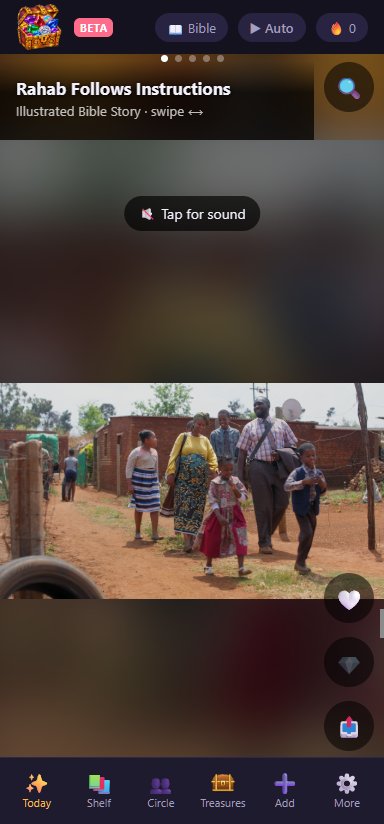 BETA
Bible
Auto
0
Rahab Follows Instructions
Illustrated Bible Story · swipe ↔
Tap for sound
Today
Shelf
Circle
Treasures
Add
More